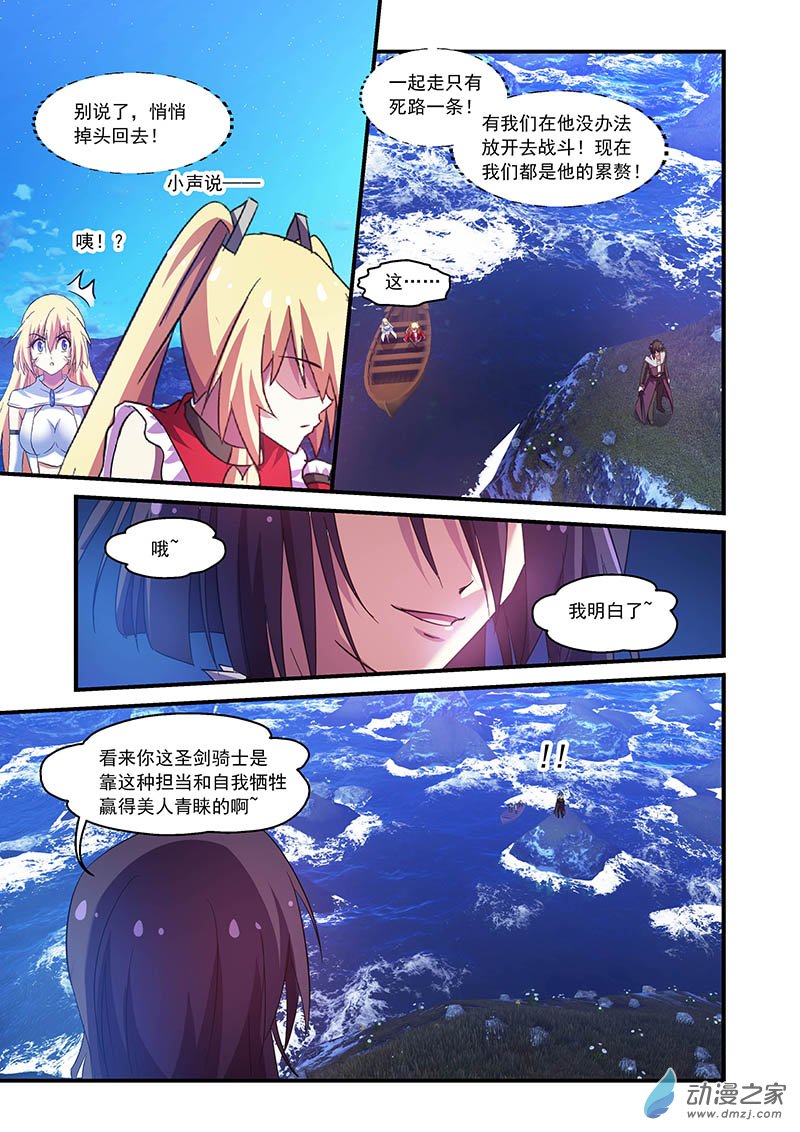 别说了，悄悄
掉头回去！
小声说——
咦！？
一起走只有
死路一条！
有我们在他没办法
放开去战斗！现在
我们都是他的累赘！
这……
哦~
我明白了~
看来你这圣剑骑士是
靠这种担当和自我牺牲
赢得美人青睐的啊~
！！
动漫之家
www.dmzj.com